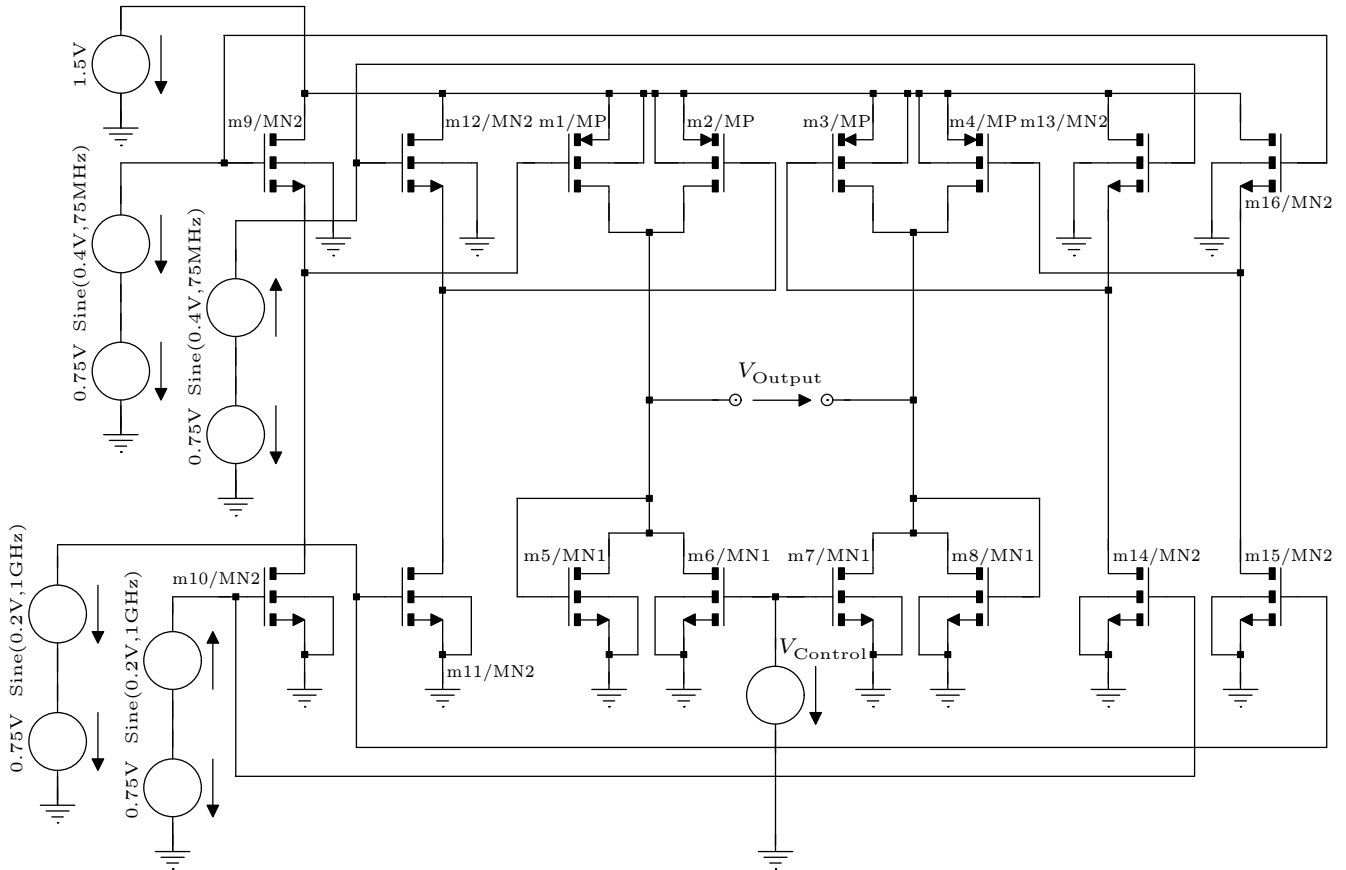 1.5V
m9/MN2
m12/MN2
m1/MP
m2/MP
m3/MP
m4/MP
m13/MN2
m16/MN2
0.75V Sine(0.4V,75MHz)
0.75V Sine(0.4V,75MHz)
V_Output
0.75V Sine(0.2V,1GHz)
0.75V Sine(0.2V,1GHz)
m10/MN2
m11/MN2
m5/MN1
m6/MN1
m7/MN1
m8/MN1
m14/MN2
m15/MN2
V_Control